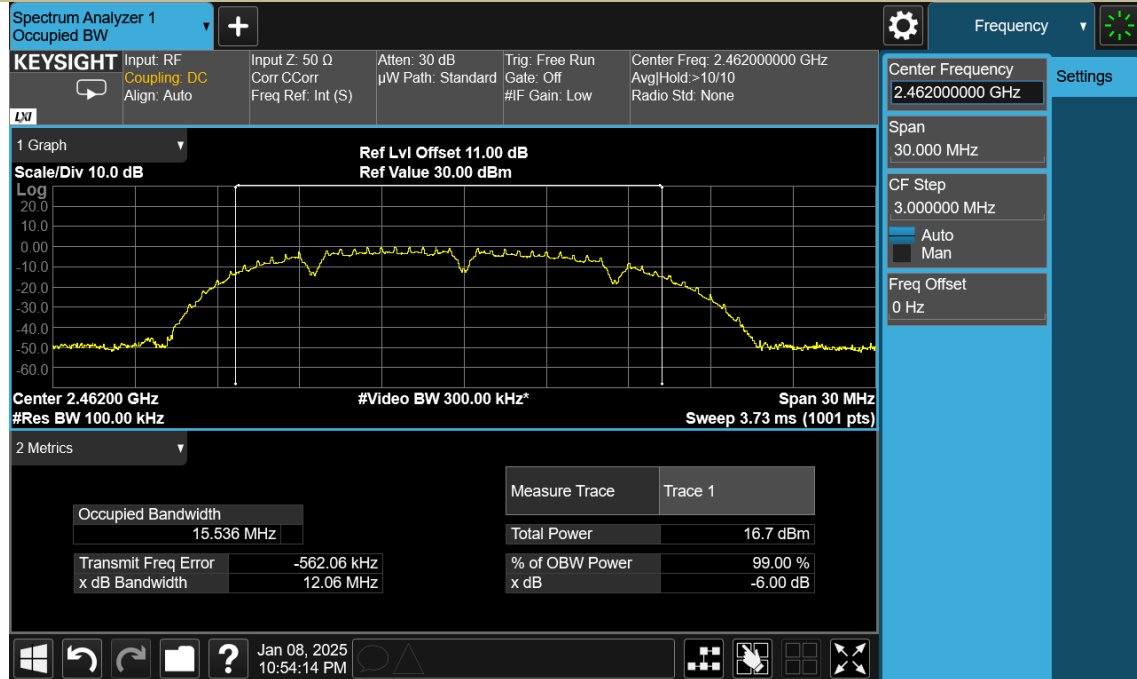 Spectrum Analyzer 1
Occupied BW
+
Frequency
KEYSIGHT
Input: RF
Coupling: DC
Align: Auto
Input Z: 50 Ω
Corr CCorr
Freq Ref: Int (S)
Atten: 30 dB
µW Path: Standard
Trig: Free Run
Gate: Off
#IF Gain: Low
Center Freq: 2.462000000 GHz
Avg|Hold:>10/10
Radio Std: None
LXI
Center Frequency
2.462000000 GHz
Settings
Span
30.000 MHz
CF Step
3.000000 MHz
Auto
Man
Freq Offset
0 Hz
1 Graph
Ref Lvl Offset 11.00 dB
Scale/Div 10.0 dB
Ref Value 30.00 dBm
Log
20.0
10.0
0.00
-10.0
-20.0
-30.0
-40.0
-50.0
-60.0
Center 2.46200 GHz
#Video BW 300.00 kHz*
Span 30 MHz
#Res BW 100.00 kHz
Sweep 3.73 ms (1001 pts)
2 Metrics
Measure Trace
Trace 1
Occupied Bandwidth
15.536 MHz
Total Power
16.7 dBm
Transmit Freq Error
-562.06 kHz
% of OBW Power
99.00 %
x dB Bandwidth
12.06 MHz
x dB
-6.00 dB
?
Jan 08, 2025
10:54:14 PM